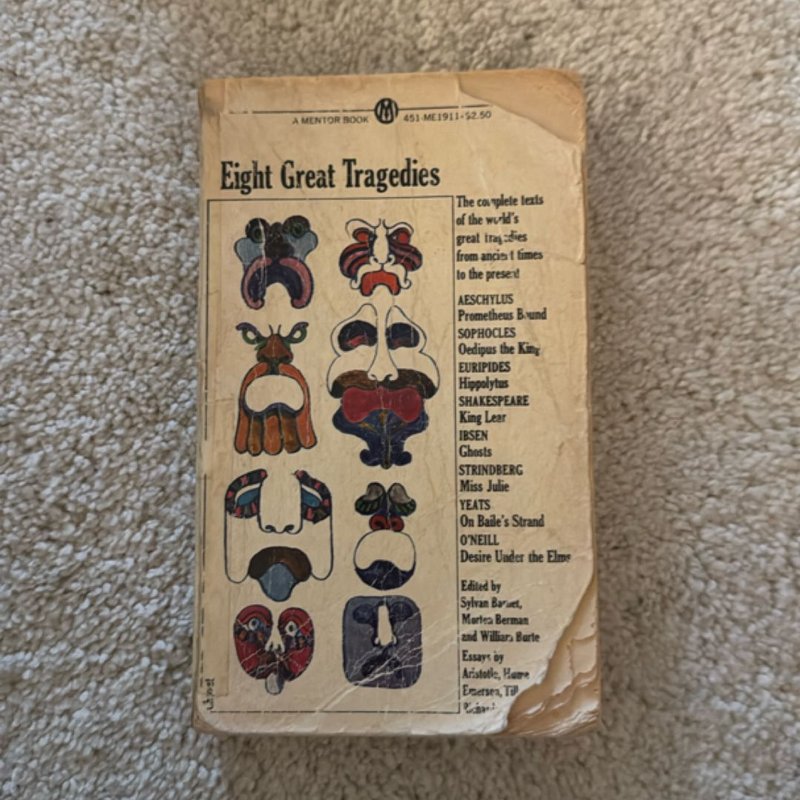 A MENTOR BOOK M 451-ME1911-$2.50
Eight Great Tragedies
The complete texts
of the world's
great tragedies
from ancient times
to the present
AESCHYLUS
Prometheus Bound
SOPHOCLES
Oedipus the King
EURIPIDES
Hippolytus
SHAKESPEARE
King Lear
IBSEN
Ghosts
STRINDBERG
Miss Julie
YEATS
On Baile's Strand
O'NEILL
Desire Under the Elms
Edited by
Sylvan Barnet,
Morton Berman
and William Burto
Essays by
Aristotle, Hume
Emerson, Till
Richar